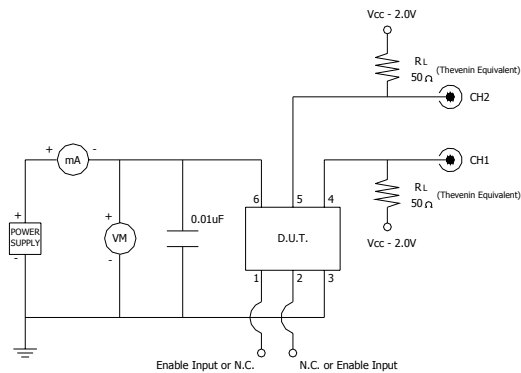 Vcc - 2.0V
RL (Thevenin Equivalent)
50 Ω
CH2
+ mA -
CH1
6 5 4
RL (Thevenin Equivalent)
50 Ω
+
POWER
SUPPLY
-
+
VM
-
0.01uF
D.U.T.
Vcc - 2.0V
1 2 3
Enable Input or N.C.
N.C. or Enable Input